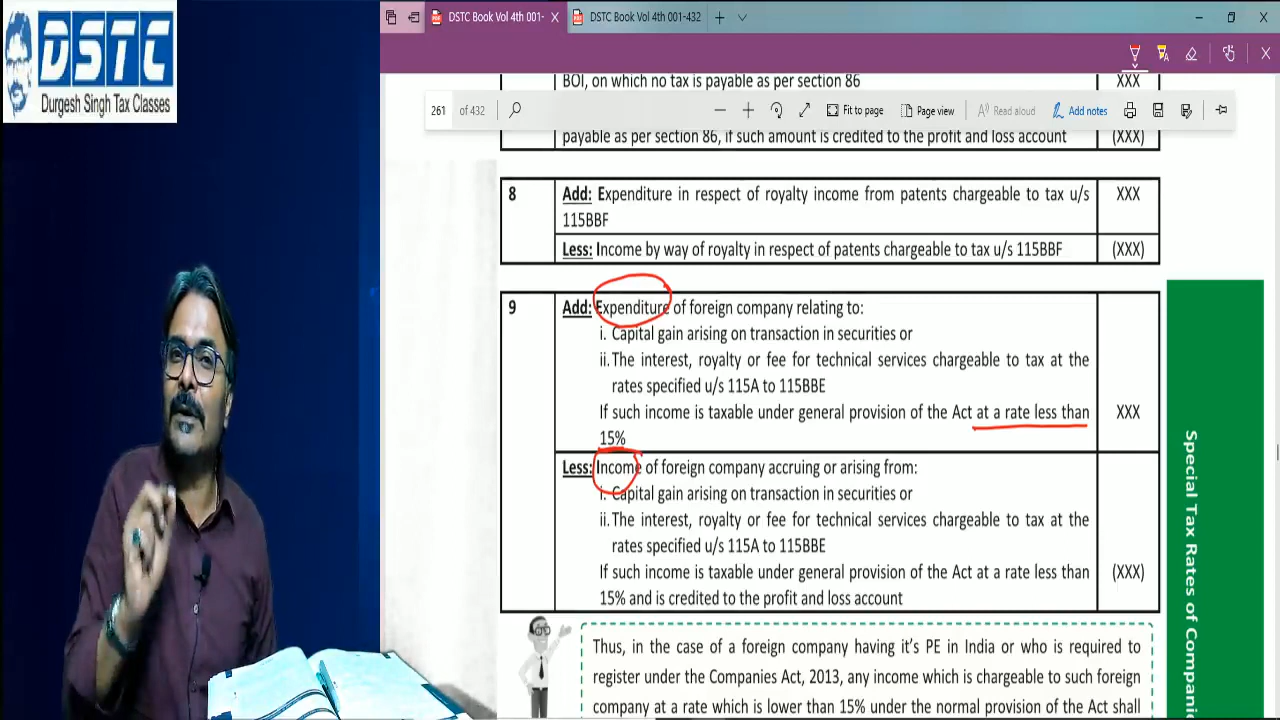 DSTC
Durgesh Singh Tax Classes
DSTC Book Vol 4th 001-
DSTC Book Vol 4th 001-432
BOI, on which no tax is payable as per section 86
XXX
261 of 432
Fit to page
Page view
Read aloud
Add notes
payable as per section 86, if such amount is credited to the profit and loss account
(XXX)
8
Add: Expenditure in respect of royalty income from patents chargeable to tax u/s
XXX
115BBF
Less: Income by way of royalty in respect of patents chargeable to tax u/s 115BBF
(XXX)
9
Add: Expenditure of foreign company relating to:
i. Capital gain arising on transaction in securities or
ii. The interest, royalty or fee for technical services chargeable to tax at the
rates specified u/s 115A to 115BBE
If such income is taxable under general provision of the Act at a rate less than
XXX
15%
Less: Income of foreign company accruing or arising from:
i. Capital gain arising on transaction in securities or
ii. The interest, royalty or fee for technical services chargeable to tax at the
rates specified u/s 115A to 115BBE
If such income is taxable under general provision of the Act at a rate less than
(XXX)
15% and is credited to the profit and loss account
Thus, in the case of a foreign company having it's PE in India or who is required to
register under the Companies Act, 2013, any income which is chargeable to such foreign
company at a rate which is lower than 15% under the normal provision of the Act shall
Special Tax Rates of